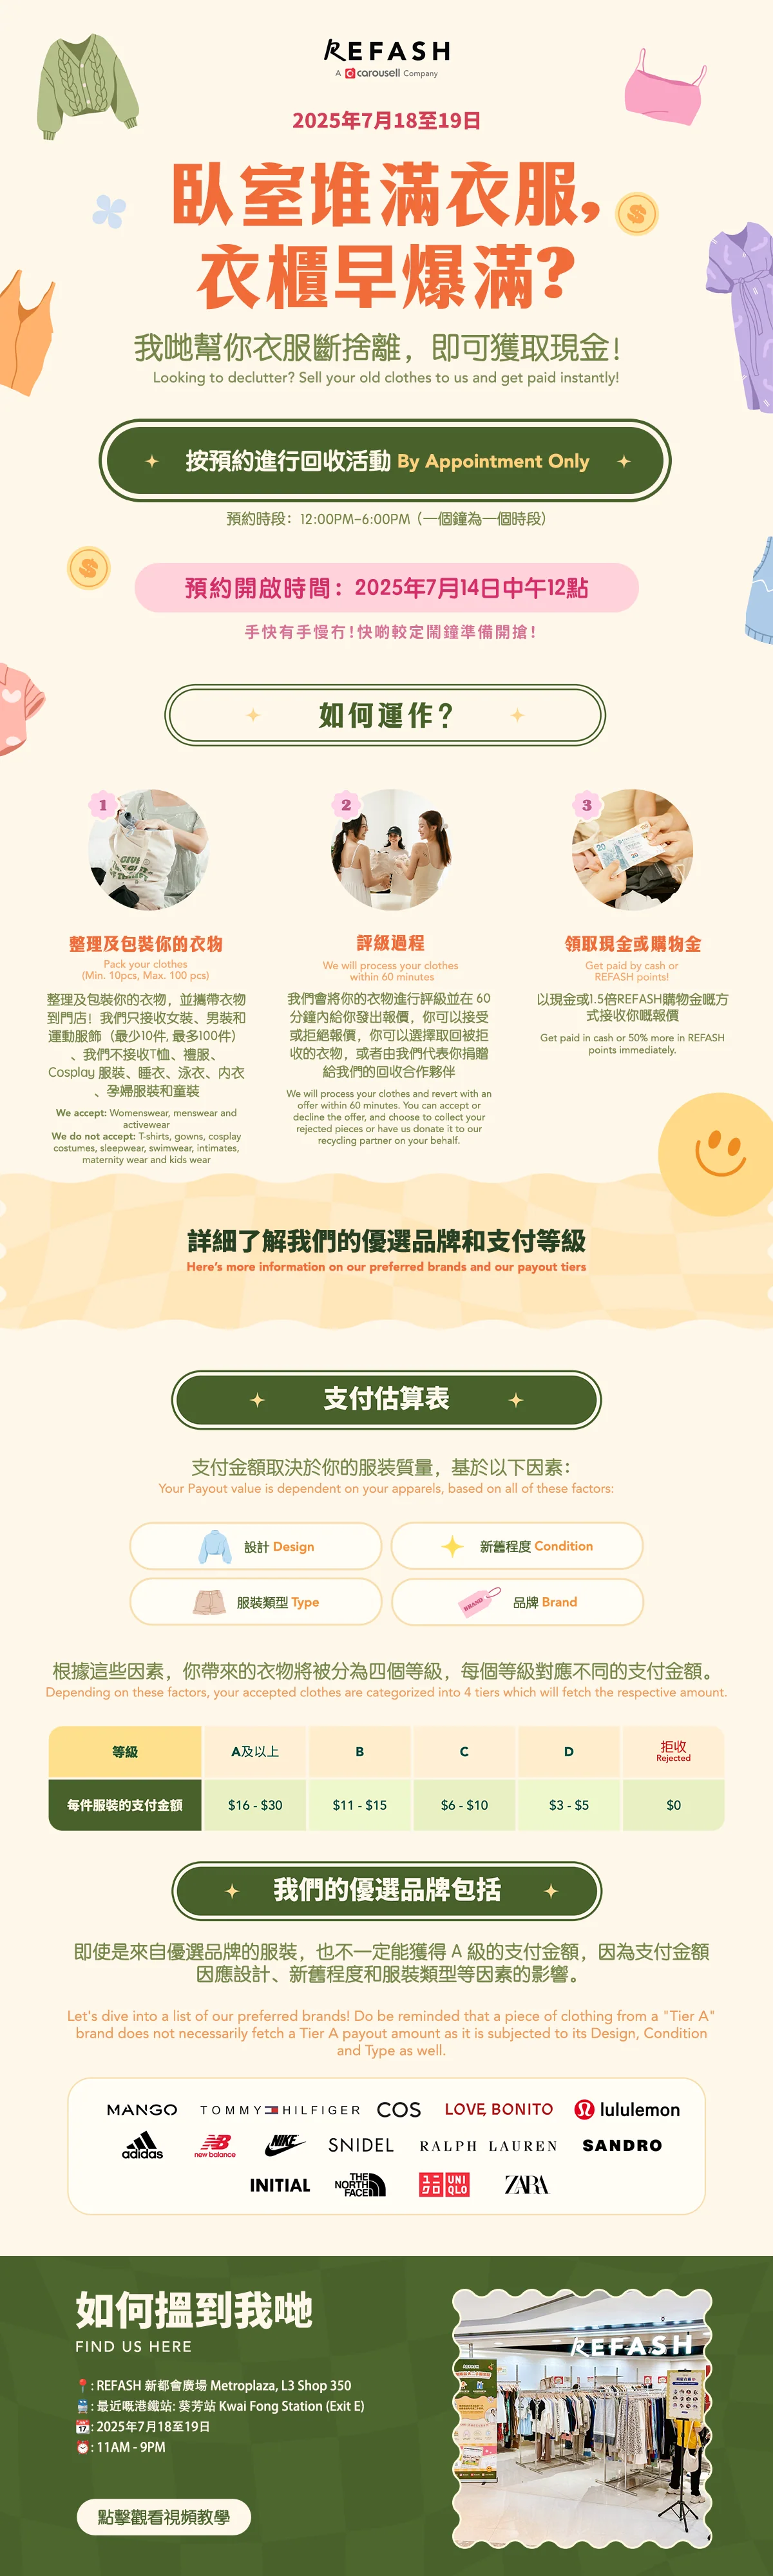 REFASH
A carousell Company
2025年7月18至19日
臥室堆滿衣服,
衣櫃早爆滿?
我哋幫你衣服斷捨離，即可獲取現金！
Looking to declutter? Sell your old clothes to us and get paid instantly!
按預約進行回收活動 By Appointment Only
預約時段：12:00PM-6:00PM（一個鐘為一個時段）
預約開啟時間：2025年7月14日中午12點
手快有手慢冇！快啲較定鬧鐘準備開搶！
如何運作?
1
2
3
整理及包裝你的衣物
Pack your clothes
(Min. 10pcs, Max. 100 pcs)
整理及包裝你的衣物，並攜帶衣物
到門店！我們只接收女裝、男裝和
運動服飾（最少10件, 最多100件）
、我們不接收T恤、禮服、
Cosplay 服裝、睡衣、泳衣、内衣
、孕婦服裝和童裝
We accept: Womenswear, menswear and
activewear
We do not accept: T-shirts, gowns, cosplay
costumes, sleepwear, swimwear, intimates,
maternity wear and kids wear
評級過程
We will process your clothes
within 60 minutes
我們會將你的衣物進行評級並在 60
分鐘内給你發出報價，你可以接受
或拒絕報價，你可以選擇取回被拒
收的衣物，或者由我們代表你捐贈
給我們的回收合作夥伴
We will process your clothes and revert with an
offer within 60 minutes. You can accept or
decline the offer, and choose to collect your
rejected pieces or have us donate it to our
recycling partner on your behalf.
領取現金或購物金
Get paid by cash or
REFASH points!
以現金或1.5倍REFASH購物金嘅方
式接收你嘅報價
Get paid in cash or 50% more in REFASH
points immediately.
詳細了解我們的優選品牌和支付等級
Here's more information on our preferred brands and our payout tiers
支付估算表
支付金額取決於你的服裝質量，基於以下因素：
Your Payout value is dependent on your apparels, based on all of these factors:
設計 Design
新舊程度 Condition
服裝類型 Type
BRAND
品牌 Brand
根據這些因素，你帶來的衣物將被分為四個等級，每個等級對應不同的支付金額。
Depending on these factors, your accepted clothes are categorized into 4 tiers which will fetch the respective amount.
等級 A及以上 B C D 拒收
Rejected
每件服裝的支付金額 $16 - $30 $11 - $15 $6 - $10 $3 - $5 $0
我們的優選品牌包括
即使是來自優選品牌的服裝，也不一定能獲得 A 級的支付金額，因為支付金額
因應設計、新舊程度和服裝類型等因素的影響。
Let's dive into a list of our preferred brands! Do be reminded that a piece of clothing from a "Tier A"
brand does not necessarily fetch a Tier A payout amount as it is subjected to its Design, Condition
and Type as well.
MANGO TOMMY HILFIGER COS LOVE, BONITO lululemon
adidas new balance NIKE SNIDEL RALPH LAUREN SANDRO
INITIAL THE NORTH FACE ユニクロ UNIQLO ZARA
如何搵到我哋
FIND US HERE
REFASH
: REFASH 新都會廣場 Metroplaza, L3 Shop 350
: 最近嘅港鐵站: 葵芳站 Kwai Fong Station (Exit E)
: 2025年7月18至19日
: 11AM - 9PM
點擊觀看視頻教學